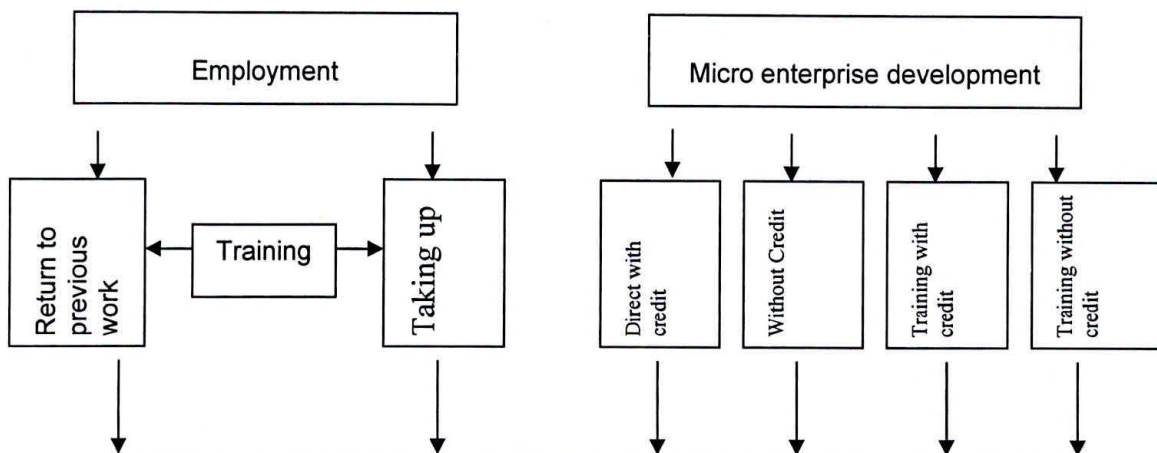 Employment
Micro enterprise development
Return to
previous
work
Training
Taking up
Direct with
credit
Without Credit
Training with
credit
Training without
credit